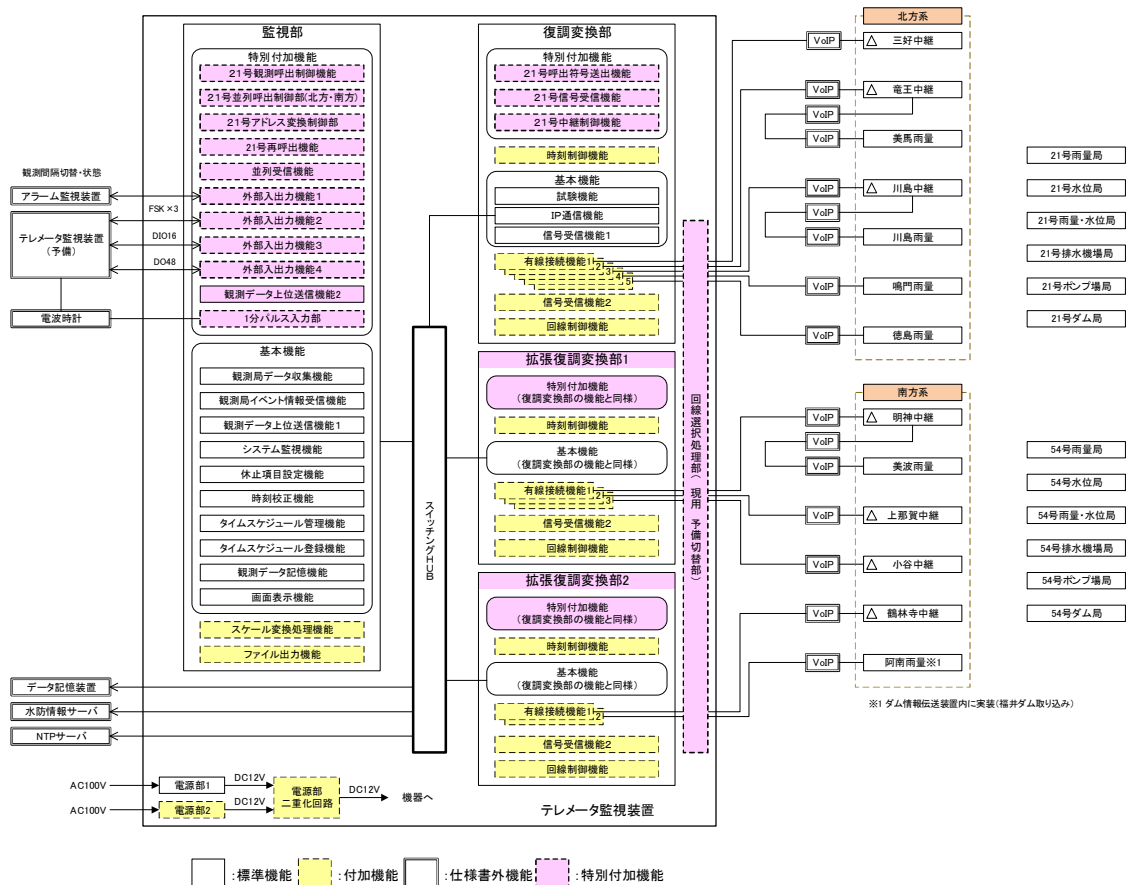 監視部
特別付加機能
21号観測呼出制御機能
21号並列呼出制御部(北方・南方)
21号アドレス変換制御部
21号再呼出機能
並列受信機能
外部入出力機能1
外部入出力機能2
外部入出力機能3
外部入出力機能4
観測データ上位送信機能2
1分パルス入力部
基本機能
観測局データ収集機能
観測局イベント情報受信機能
観測データ上位送信機能1
システム監視機能
休止項目設定機能
時刻校正機能
タイムスケジュール管理機能
タイムスケジュール登録機能
観測データ記憶機能
画面表示機能
スケール変換処理機能
ファイル出力機能
観測間隔切替・状態
アラーム監視装置
FSK×3
テレメータ監視装置
(予備)
DIO16
DO48
電波時計
データ記憶装置
水防情報サーバ
NTPサーバ
AC100V
電源部1
DC12V
AC100V
電源部2
DC12V
電源部
二重化回路
DC12V
機器へ
スイッチングHUB
復調変換部
特別付加機能
21号呼出符号送出機能
21号信号受信機能
21号中継制御機能
時刻制御機能
基本機能
試験機能
IP通信機能
信号受信機能1
有線接続機能1
2
3
4
5
信号受信機能2
回線制御機能
拡張復調変換部1
特別付加機能
(復調変換部の機能と同様)
時刻制御機能
基本機能
(復調変換部の機能と同様)
有線接続機能1
2
3
信号受信機能2
回線制御機能
拡張復調変換部2
特別付加機能
(復調変換部の機能と同様)
時刻制御機能
基本機能
(復調変換部の機能と同様)
有線接続機能1
2
信号受信機能2
回線制御機能
テレメータ監視装置
回線選択処理部(現用 予備切替部)
北方系
VoIP
△ 三好中継
VoIP
△ 竜王中継
VoIP
VoIP
美馬雨量
VoIP
△ 川島中継
VoIP
VoIP
川島雨量
VoIP
鳴門雨量
VoIP
徳島雨量
南方系
VoIP
△ 明神中継
VoIP
VoIP
美波雨量
VoIP
△ 上那賀中継
VoIP
△ 小谷中継
VoIP
△ 鶴林寺中継
VoIP
阿南雨量※1
※1 ダム情報伝送装置内に実装(福井ダム取り込み)
21号雨量局
21号水位局
21号雨量・水位局
21号排水機場局
21号ポンプ場局
21号ダム局
54号雨量局
54号水位局
54号雨量・水位局
54号排水機場局
54号ポンプ場局
54号ダム局
:標準機能
:付加機能
:仕様書外機能
:特別付加機能